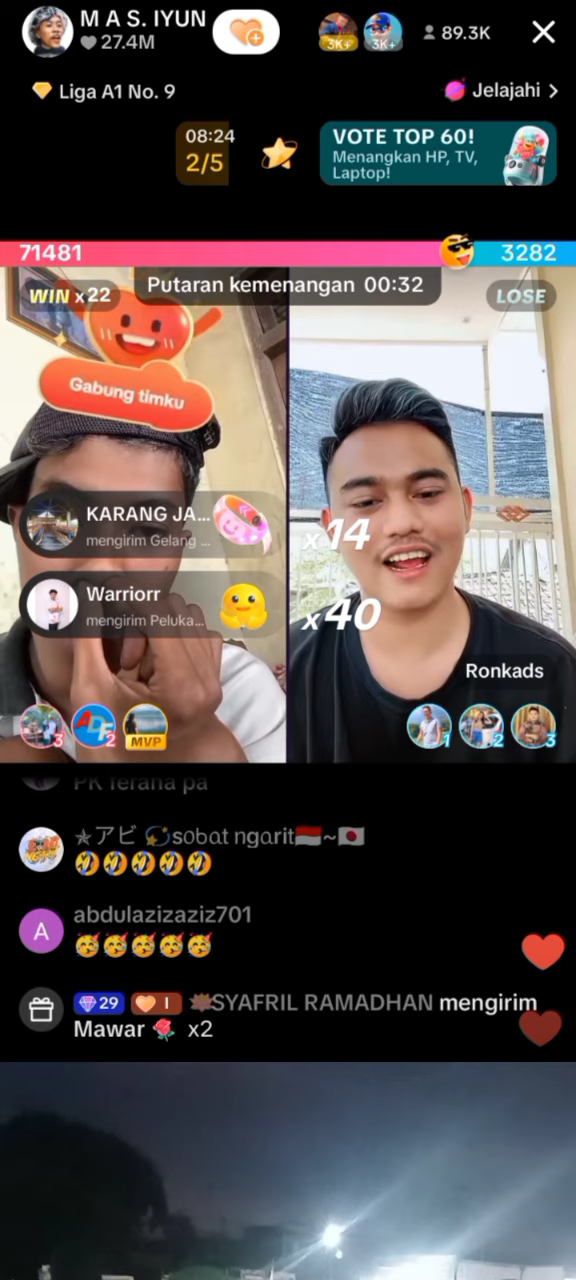 M A S. IYUN
27.4M
3K+
3K+
89.3K
Liga A1 No. 9
Jelajahi >
08:24
2/5
VOTE TOP 60!
Menangkan HP, TV,
Laptop!
71481
3282
Putaran kemenangan 00:32
WIN x22
LOSE
Gabung timku
KARANG JA...
mengirim Gelang ...
x14
Warriorr
mengirim Peluka...
x40
Ronkads
3
ADF
2
MVP
1
2
3
★アビ 💫sobat ngarit🇮🇩~🇯🇵
🤣🤣🤣🤣🤣
A
abdulazizaziz701
🥳🥳🥳🥳🥳
29 I SYAFRIL RAMADHAN mengirim
Mawar 🌹 x2